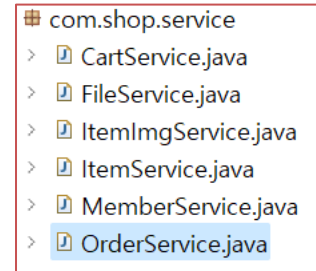 com.shop.service
CartService.java
FileService.java
ItemImgService.java
ItemService.java
MemberService.java
OrderService.java